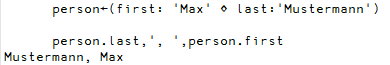 person←(first: 'Max' ⋄ last:'Mustermann')
person.last,', ',person.first
Mustermann, Max